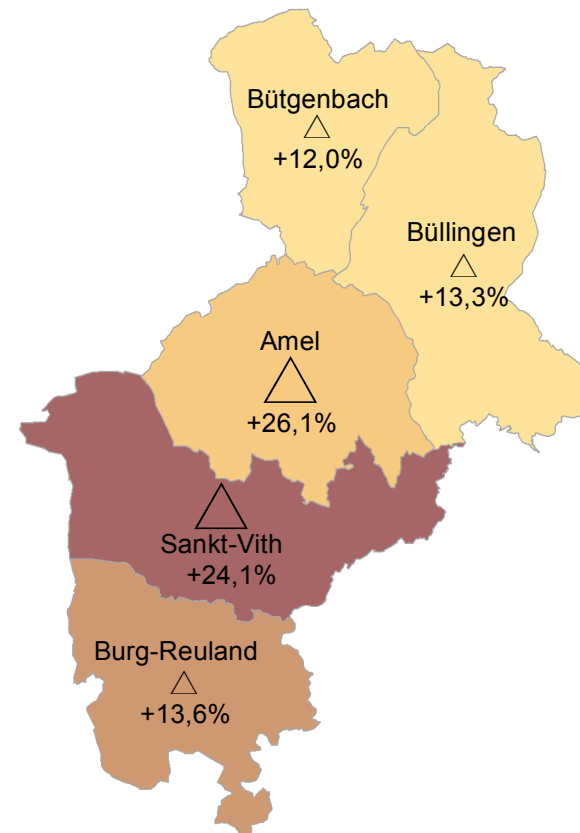 Bütgenbach
+12,0%
Büllingen
+13,3%
Amel
+26,1%
Sankt-Vith
+24,1%
Burg-Reuland
+13,6%